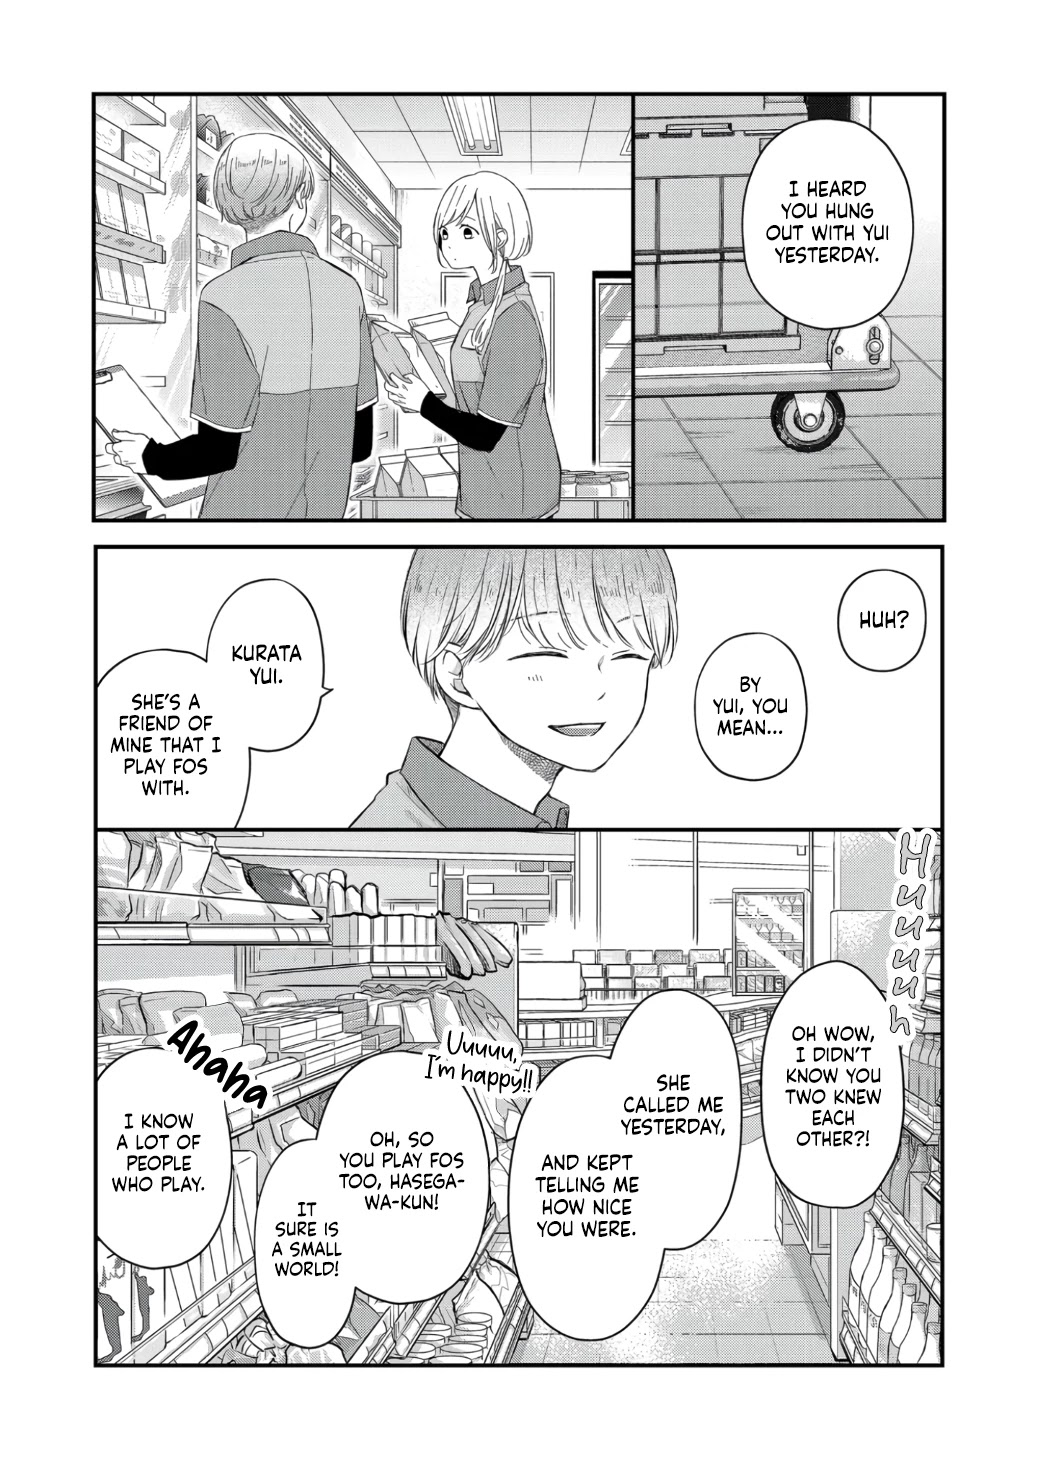 I HEARD
YOU HUNG
OUT WITH YUI
YESTERDAY.
HUH?
BY
YUI, YOU
MEAN...
KURATA
YUI.
SHE'S A
FRIEND OF
MINE THAT I
PLAY FOS
WITH.
Huuuuh
OH WOW,
I DIDN'T
KNOW YOU
TWO KNEW
EACH
OTHER?!
SHE
CALLED ME
YESTERDAY,
AND KEPT
TELLING ME
HOW NICE
YOU WERE.
Uuuuu,
I'm happy!!
OH, SO
YOU PLAY FOS
TOO, HASEGA-
WA-KUN!
IT
SURE IS
A SMALL
WORLD!
Ahaha
I KNOW
A LOT OF
PEOPLE
WHO PLAY.